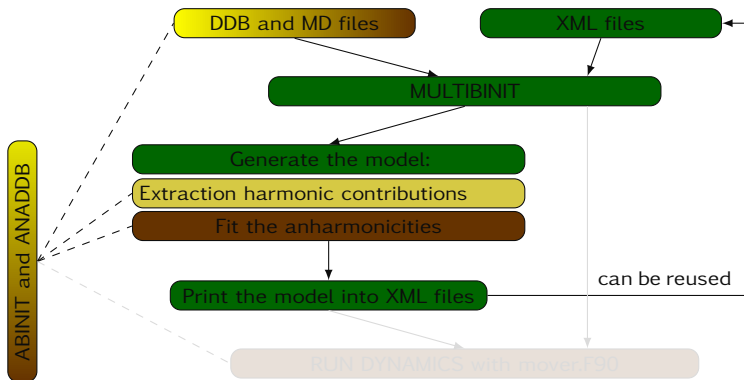 DDB and MD files
XML files
MULTIBINIT
Generate the model:
Extraction harmonic contributions
Fit the anharmonicities
ABINIT and ANADDB
can be reused
Print the model into XML files
RUN DYNAMICS with mover.F90